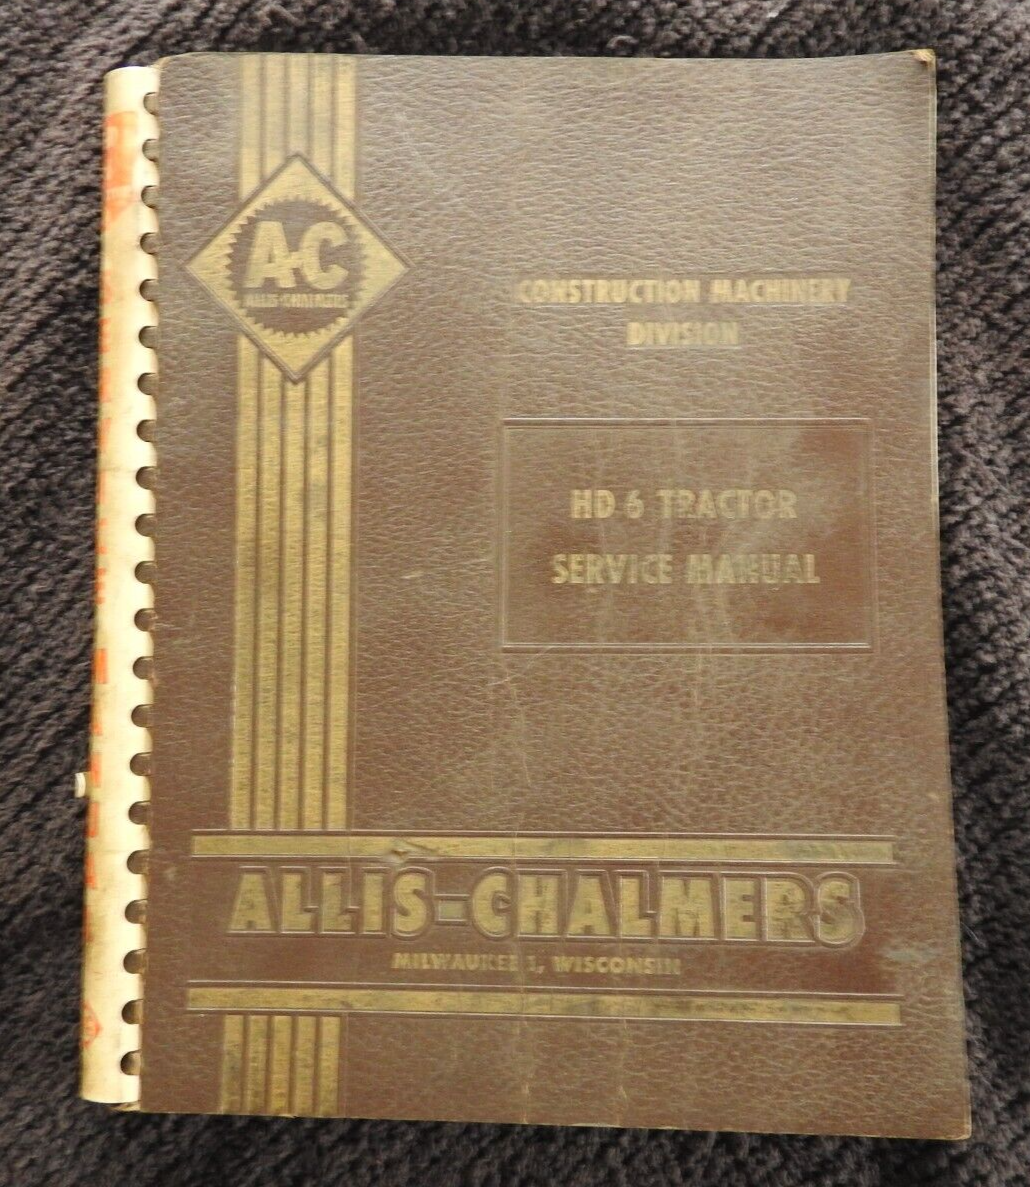 A-C
ALLIS-CHALMERS
CONSTRUCTION MACHINERY
DIVISION
HD-6 TRACTOR
SERVICE MANUAL
ALLIS-CHALMERS
MILWAUKEE 1, WISCONSIN